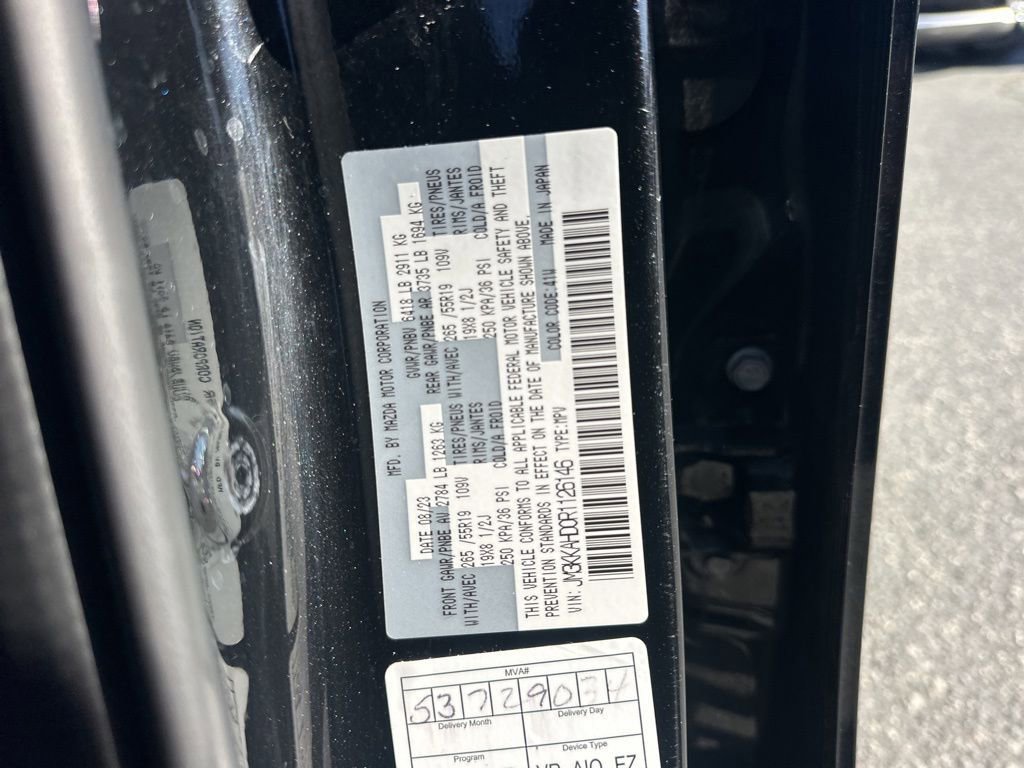 MFD. BY MAZDA MOTOR CORPORATION
DATE 08/23 GVWR/PNBV 6418 LB 2911 KG
FRONT GAWR/PNBE AV 2784 LB 1263 KG REAR GAWR/PNBE AR 3735 LB 1694 KG
WITH/AVEC 265 /55R19 109V TIRES/PNEUS WITH/AVEC 265 /55R19 109V TIRES/PNEUS
19X8 1/2J RIMS/JANTES 19X8 1/2J RIMS/JANTES
250 KPA/36 PSI COLD/A FROID 250 KPA/36 PSI COLD/A FROID
THIS VEHICLE CONFORMS TO ALL APPLICABLE FEDERAL MOTOR VEHICLE SAFETY AND THEFT
PREVENTION STANDARDS IN EFFECT ON THE DATE OF MANUFACTURE SHOWN ABOVE.
VIN: JM3KKAHD0R1126146 TYPE:MPV COLOR CODE:41W MADE IN JAPAN
MVA#
53729034
Delivery Month Delivery Day
Program Device Type
CORPORATION